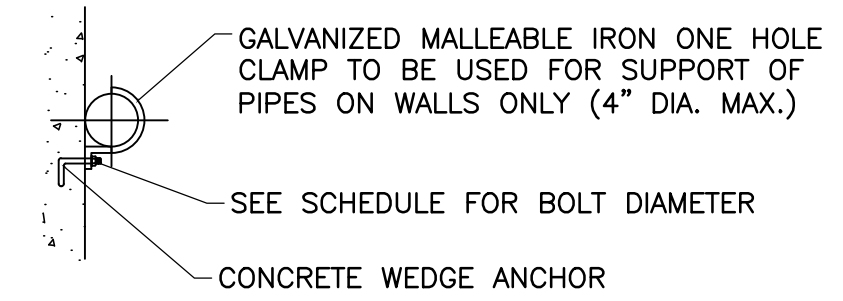 GALVANIZED MALLEABLE IRON ONE HOLE
CLAMP TO BE USED FOR SUPPORT OF
PIPES ON WALLS ONLY (4" DIA. MAX.)
SEE SCHEDULE FOR BOLT DIAMETER
CONCRETE WEDGE ANCHOR